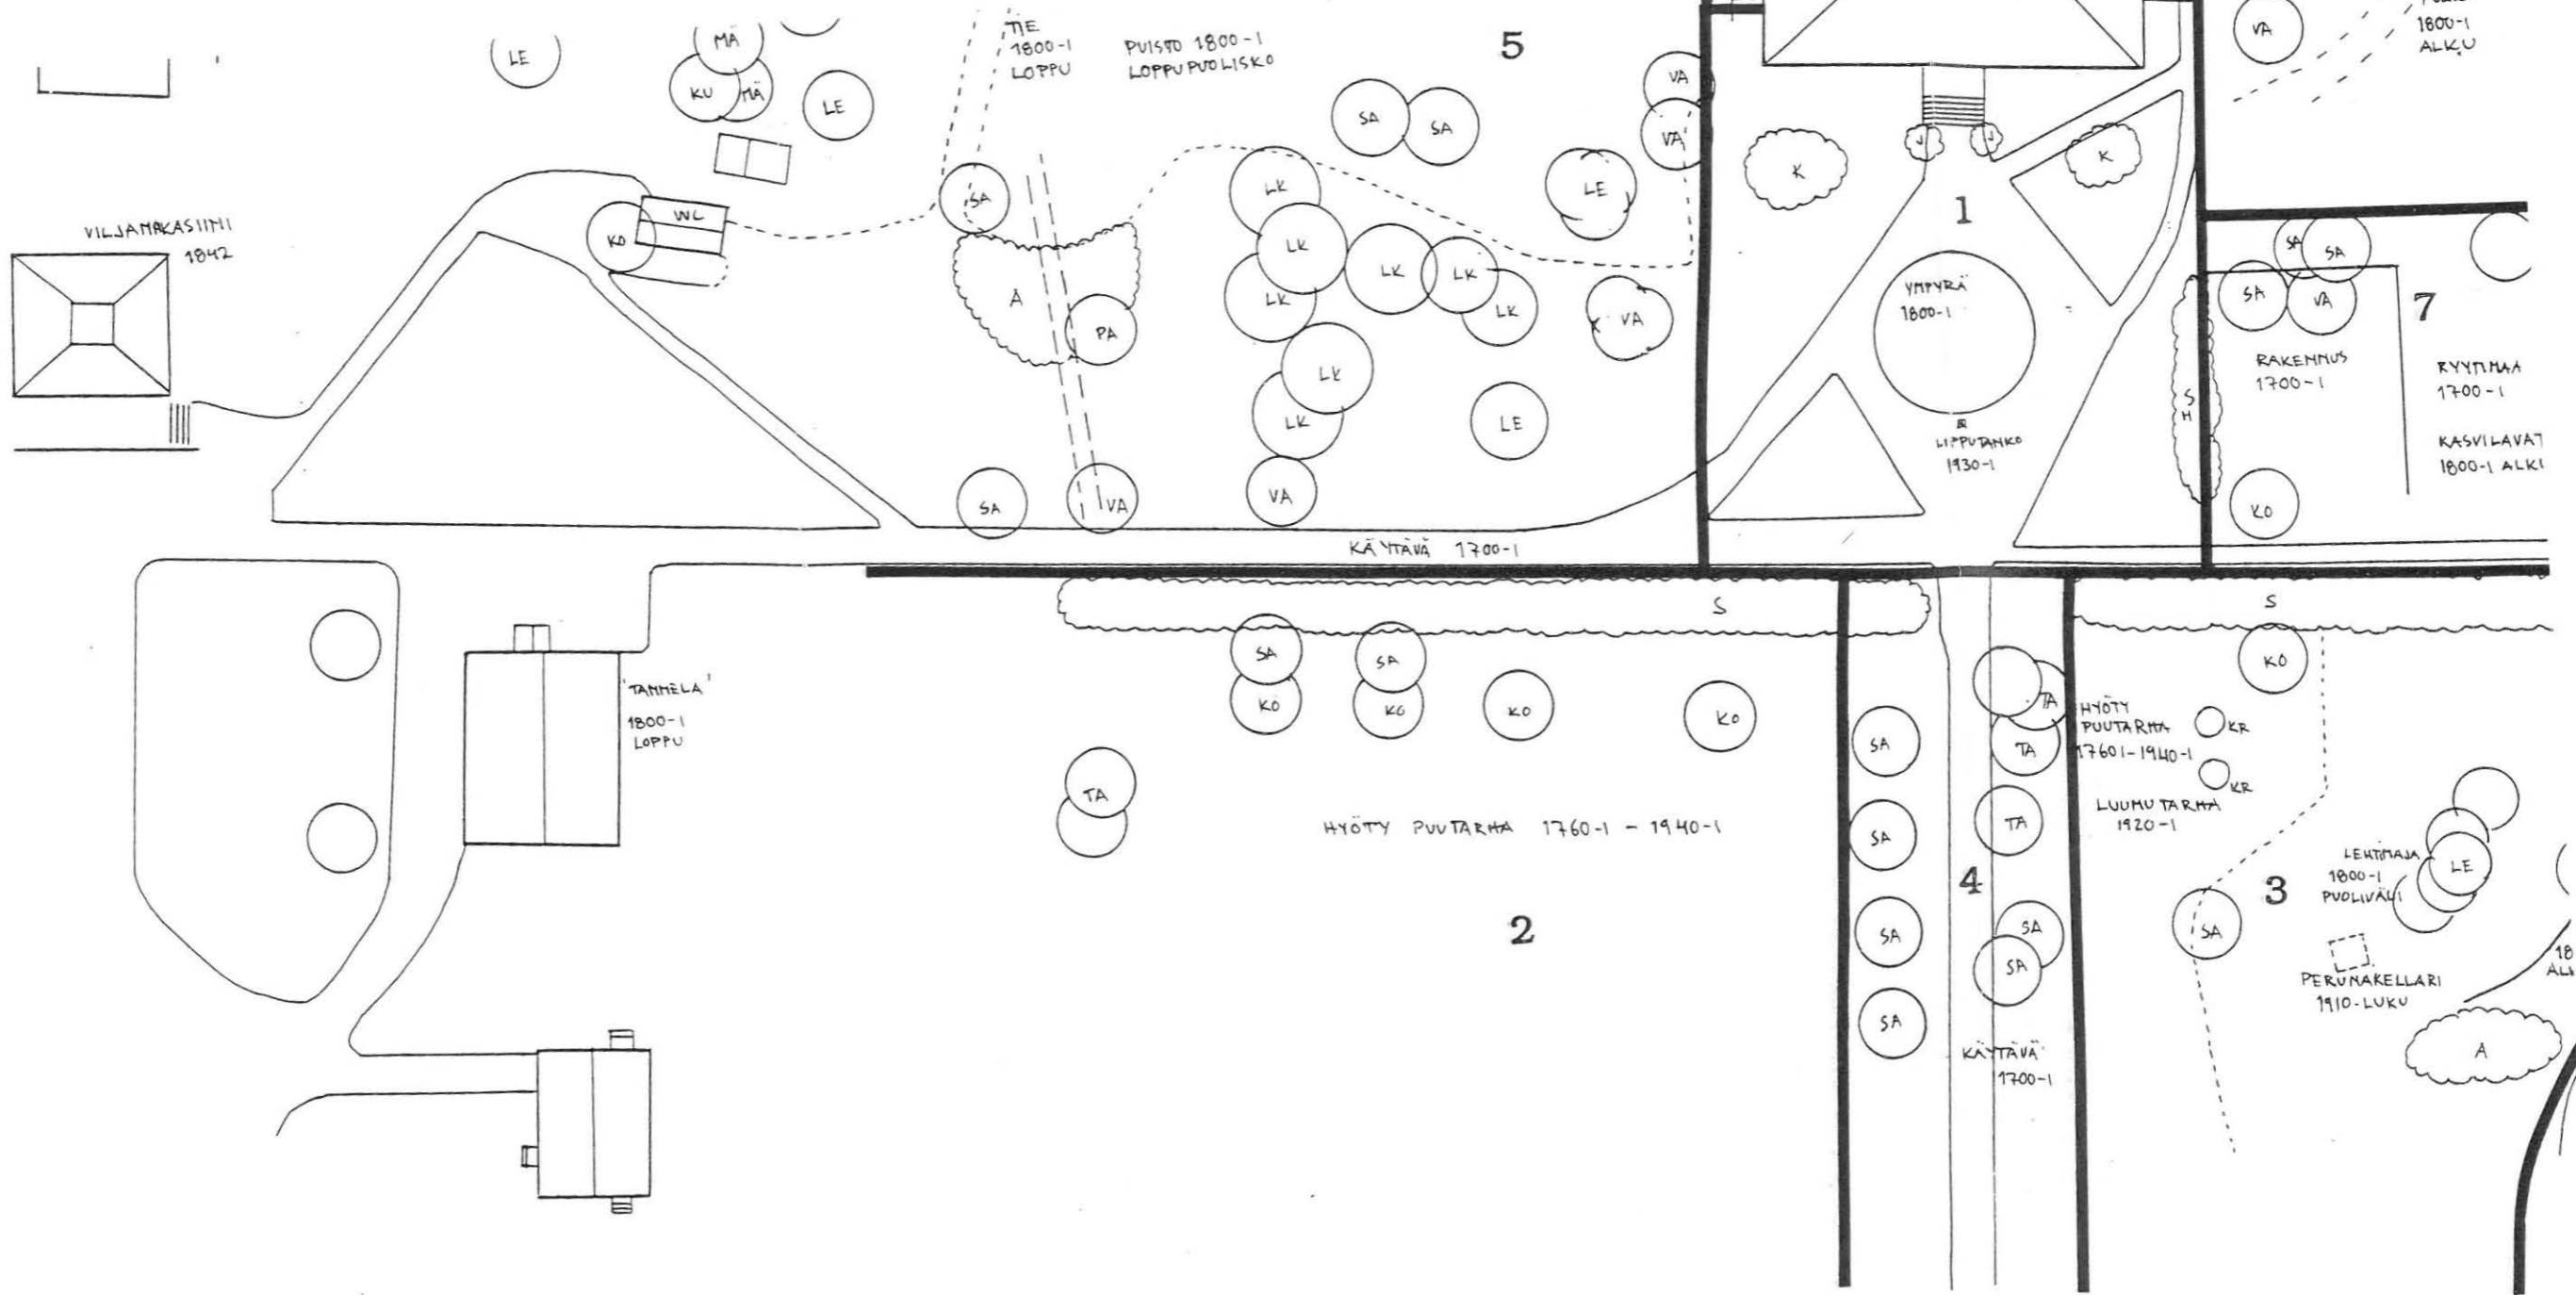 LE
MÄ
KU
MÄ
LE
TIE
1800-l
LOPPU
PUISTO 1800-l
LOPPUPUOLISKO
5
VA
VA
SA
SA
LE
K
J
J
K
VA
1800-l
ALKU
VILJAMAKASIINI
1842
KO
WC
SA
A
PA
LK
LK
LK
LK
LK
LK
LK
LK
VA
LE
SA
VA
VA
1
YMPYRÄ
1800-l
LIPPUTANKO
1930-l
SA
SA
SA
VA
7
RAKENNUS
1700-l
RYYTIMAA
1700-l
KASVILAVAT
1800-l ALKU
S
H
KO
KÄYTÄVÄ 1700-l
S
S
'TAMMELA'
1800-l
LOPPU
SA
KO
SA
KO
KO
KO
TA
HYÖTY PUUTARHA 1760-l - 1940-l
2
SA
SA
SA
SA
TA
TA
TA
4
SA
SA
KÄYTÄVÄ
1700-l
HYÖTY
PUUTARHA
1760l-1940-l
LUUMUTARHA
1920-l
KO
KR
KR
3
SA
LEHTIMAJA
1800-l
PUOLIVÄLI
LE
PERUNAKELLARI
1910-LUKU
A
18